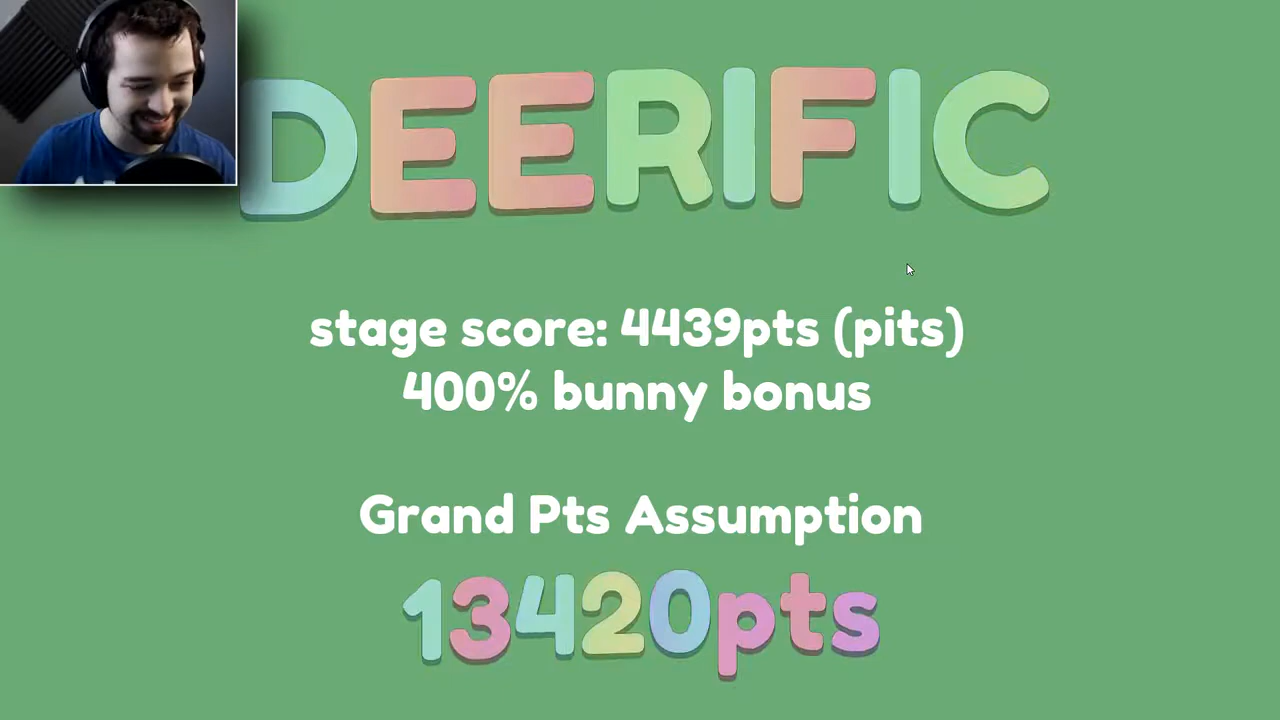 DEERIFIC
stage score: 4439pts (pits)
400% bunny bonus
Grand Pts Assumption
13420pts